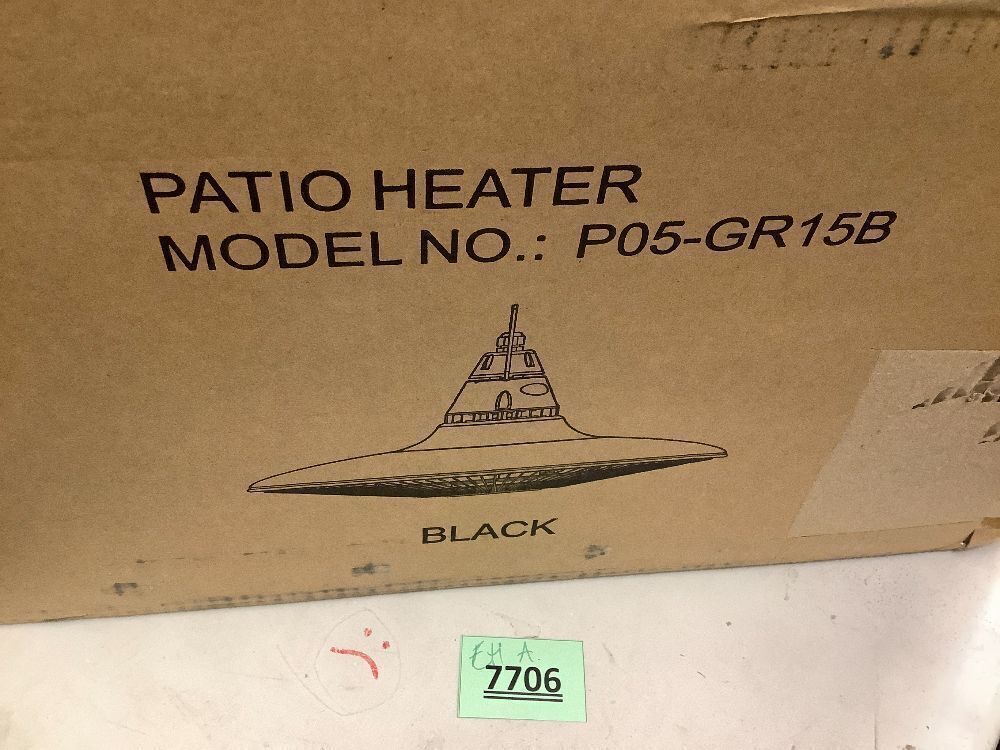 PATIO HEATER
MODEL NO.: P05-GR15B
BLACK
EH A.
7706